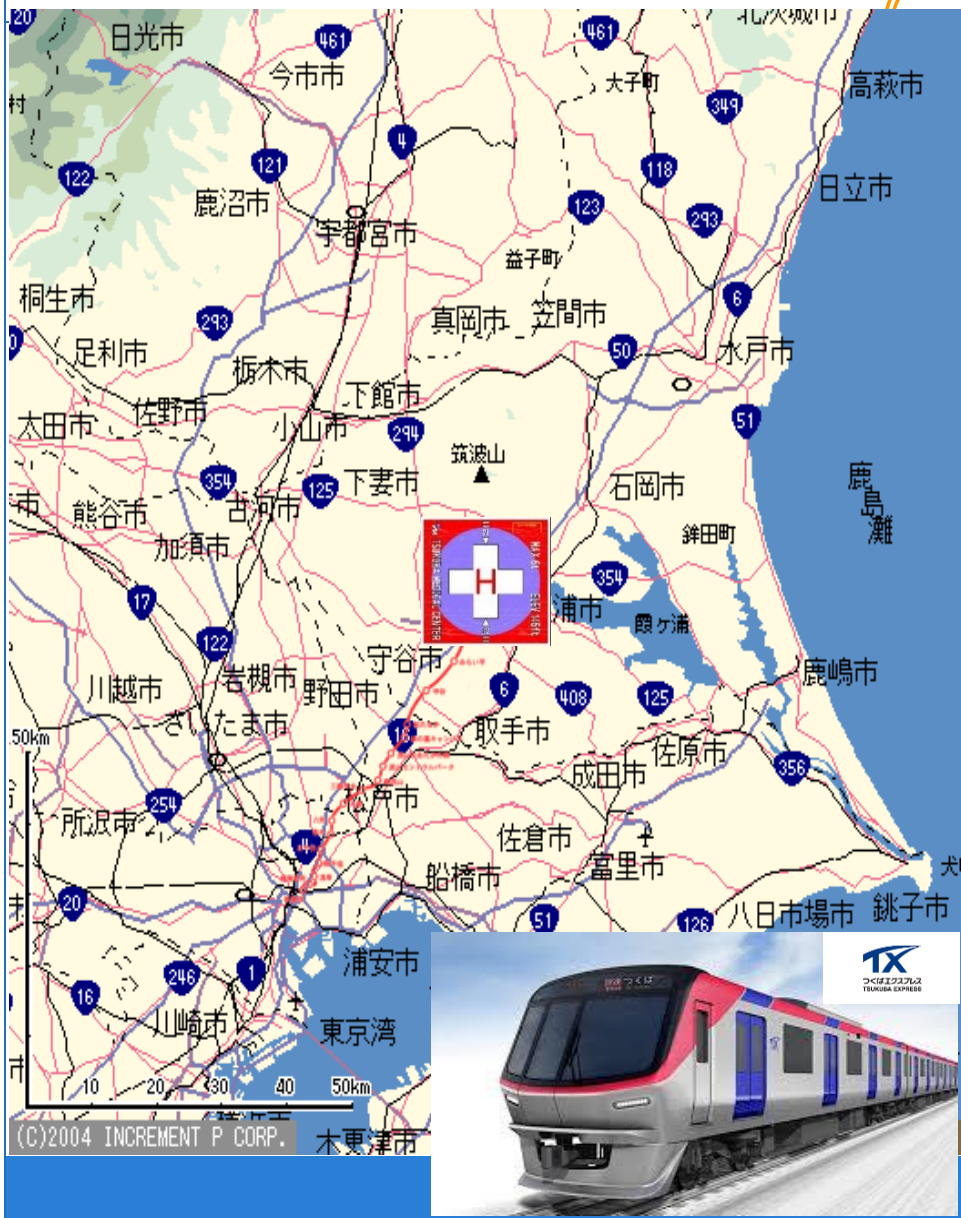 20
日光市
461
今市市
461
北茨城市
大子町
高萩市
村
4
349
122
121
118
日立市
鹿沼市
123
293
宇都宮市
益子町
桐生市
293
真岡市
笠間市
6
足利市
50
水戸市
栃木市
下館市
佐野市
太田市
小山市
294
51
筑波山
354
125
下妻市
石岡市
鹿島灘
熊谷市
古河市
鉾田町
加須市
H
TSUKUBA MEDICAL CENTER
354
17
浦市
霞ヶ浦
122
守谷市
鹿嶋市
川越市
岩槻市
野田市
6
408
125
50km
さいたま市
16
取手市
佐原市
成田市
356
254
松戸市
所沢市
4
佐倉市
船橋市
富里市
20
51
126
八日市場市
銚子市
246
1
浦安市
TX
つくばエクスプレス
TSUKUBA EXPRESS
16
川崎市
東京湾
つくば
10
20
30
40
50km
(C)2004 INCREMENT P CORP.
木更津市